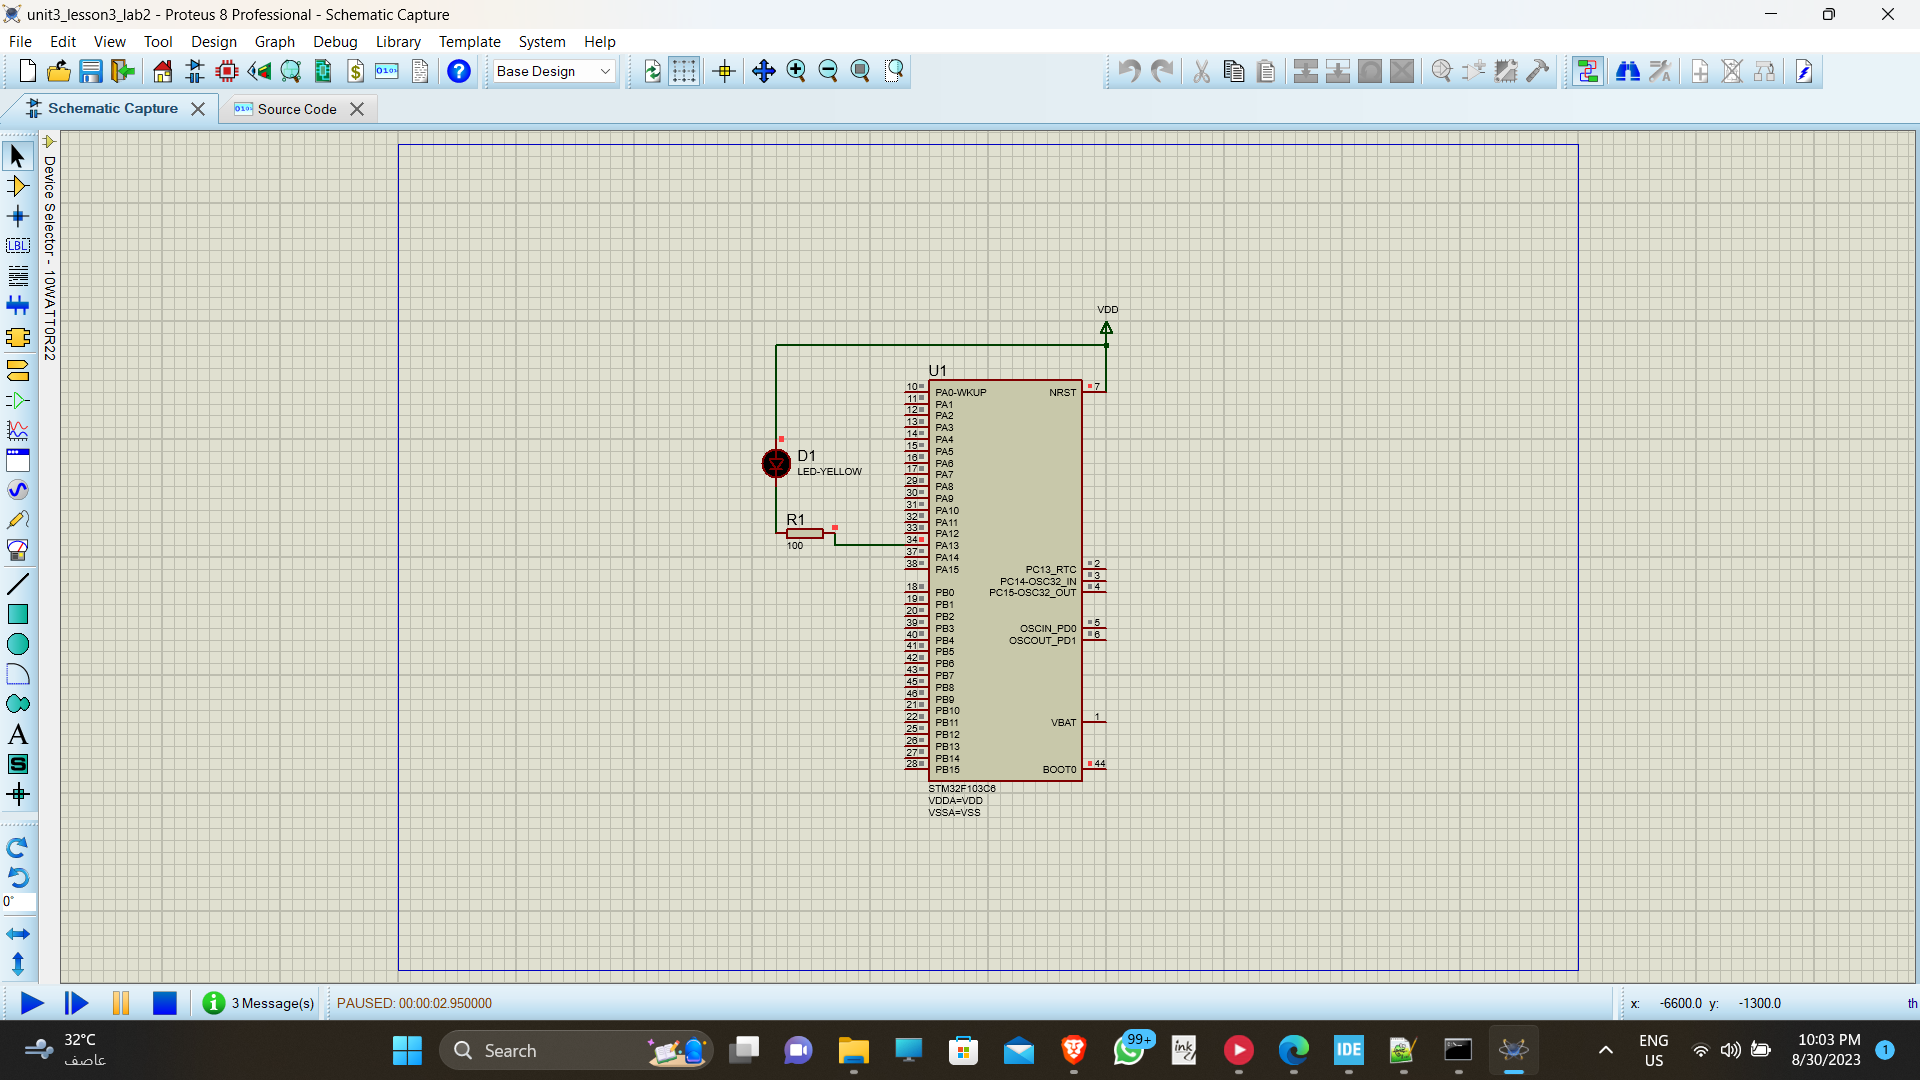 unit3_lesson3_lab2 - Proteus 8 Professional - Schematic Capture
File Edit View Tool Design Graph Debug Library Template System Help
Base Design
Schematic Capture
Source Code
Device Selector - 10WATT0R22
LBL
VDD
U1
10 PA0-WKUP
11 PA1
12 PA2
13 PA3
14 PA4
15 PA5
16 PA6
17 PA7
29 PA8
30 PA9
31 PA10
32 PA11
33 PA12
34 PA13
37 PA14
38 PA15
18 PB0
19 PB1
20 PB2
39 PB3
40 PB4
41 PB5
42 PB6
43 PB7
45 PB8
46 PB9
21 PB10
22 PB11
25 PB12
26 PB13
27 PB14
28 PB15
NRST 7
PC13_RTC 2
PC14-OSC32_IN 3
PC15-OSC32_OUT 4
OSCIN_PD0 5
OSCOUT_PD1 6
VBAT 1
BOOT0 44
STM32F103C6
VDDA=VDD
VSSA=VSS
D1
LED-YELLOW
R1
100
A
S
0°
3 Message(s)
PAUSED: 00:00:02.950000
x: -6600.0 y: -1300.0 th
32°C
عاصف
Search
99+
ink
IDE
ENG
US
10:03 PM
8/30/2023
1